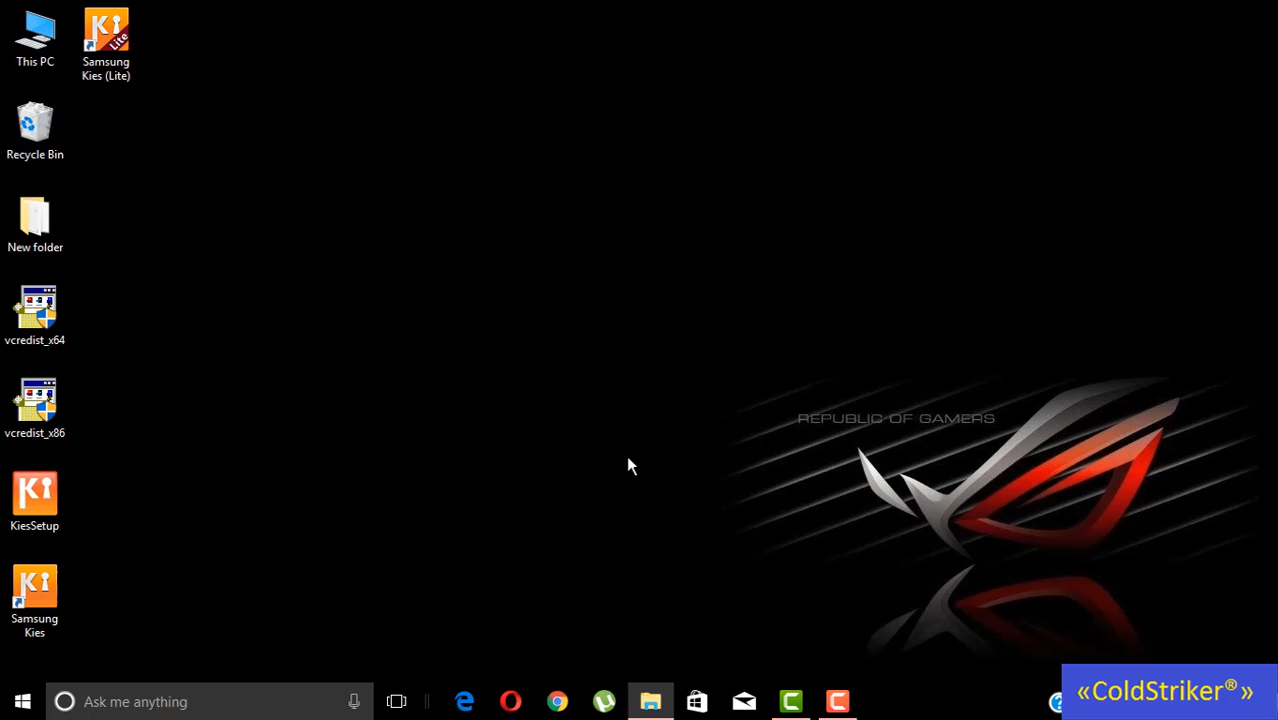 This PC
Samsung
Kies (Lite)
Lite
Recycle Bin
New folder
vcredist_x64
vcredist_x86
KiesSetup
Samsung
Kies
REPUBLIC OF GAMERS
Ask me anything
«ColdStriker®»